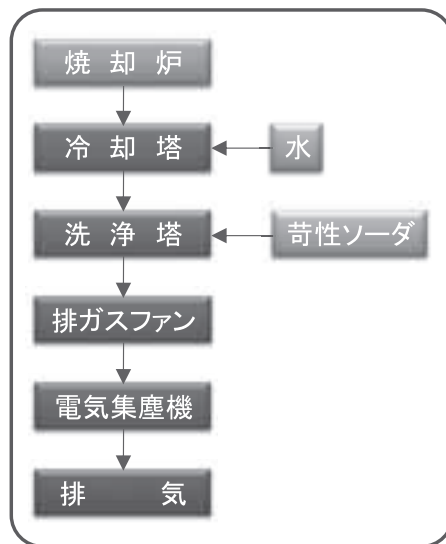 焼却炉
冷却塔
水
洗浄塔
苛性ソーダ
排ガスファン
電気集塵機
排気